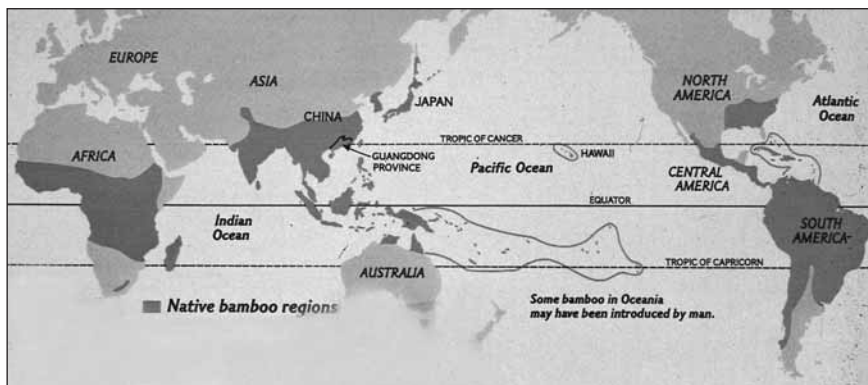 EUROPE
ASIA
NORTH
AMERICA
Atlantic
Ocean
CHINA
JAPAN
TROPIC OF CANCER
AFRICA
GUANGDONG
PROVINCE
HAWAII
Pacific Ocean
CENTRAL
AMERICA
EQUATOR
Indian
Ocean
SOUTH
AMERICA
AUSTRALIA
TROPIC OF CAPRICORN
Native bamboo regions
Some bamboo in Oceania
may have been introduced by man.